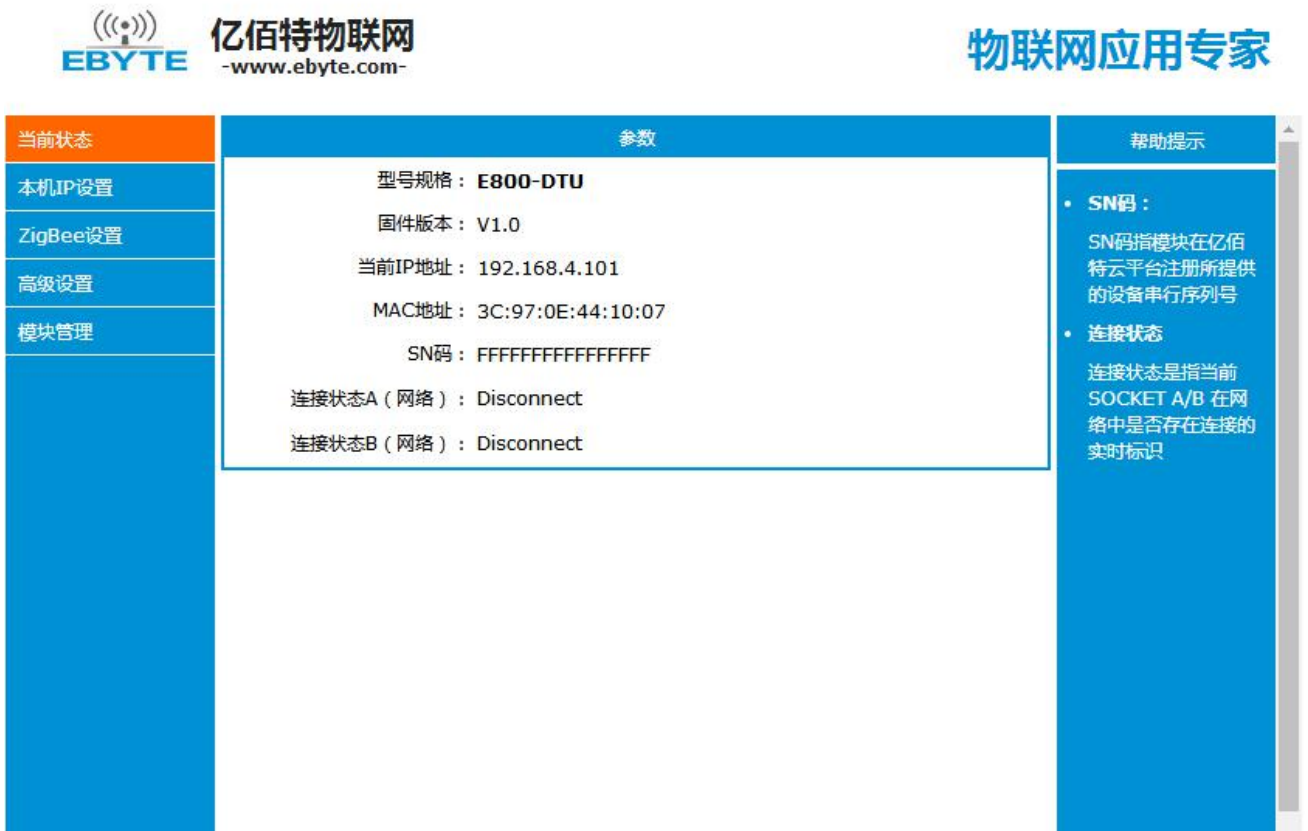 EBYTE
亿佰特物联网
-www.ebyte.com-
物联网应用专家
当前状态
本机IP设置
ZigBee设置
高级设置
模块管理
参数
型号规格： E800-DTU
固件版本： V1.0
当前IP地址： 192.168.4.101
MAC地址： 3C:97:0E:44:10:07
SN码： FFFFFFFFFFFFFFFF
连接状态A（网络）： Disconnect
连接状态B（网络）： Disconnect
帮助提示
• SN码：
SN码指模块在亿佰
特云平台注册所提供
的设备串行序列号
• 连接状态
连接状态是指当前
SOCKET A/B 在网
络中是否存在连接的
实时标识